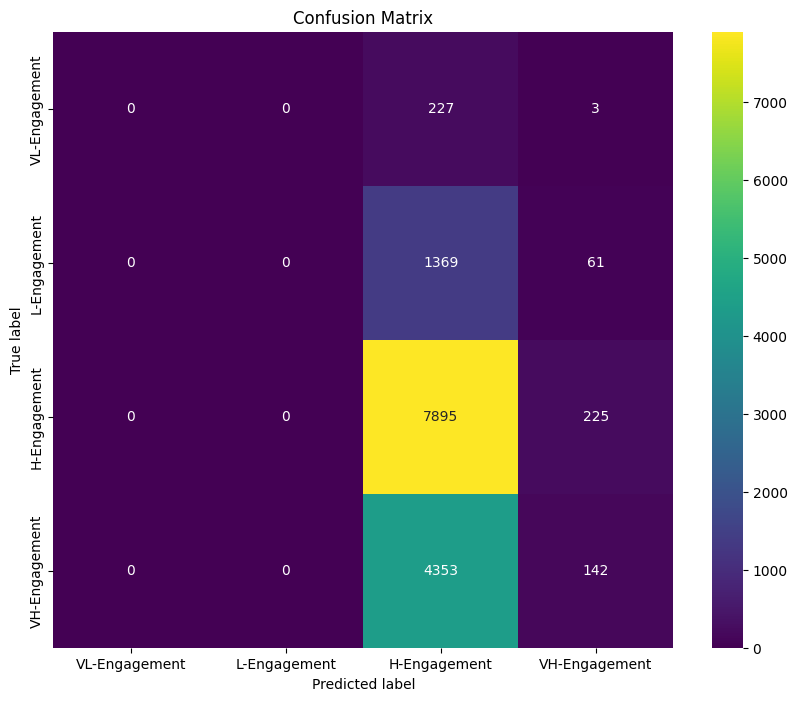 Confusion Matrix
True label
VL-Engagement 0 0 227 3
L-Engagement 0 0 1369 61
H-Engagement 0 0 7895 225
VH-Engagement 0 0 4353 142
VL-Engagement L-Engagement H-Engagement VH-Engagement
Predicted label
7000
6000
5000
4000
3000
2000
1000
0